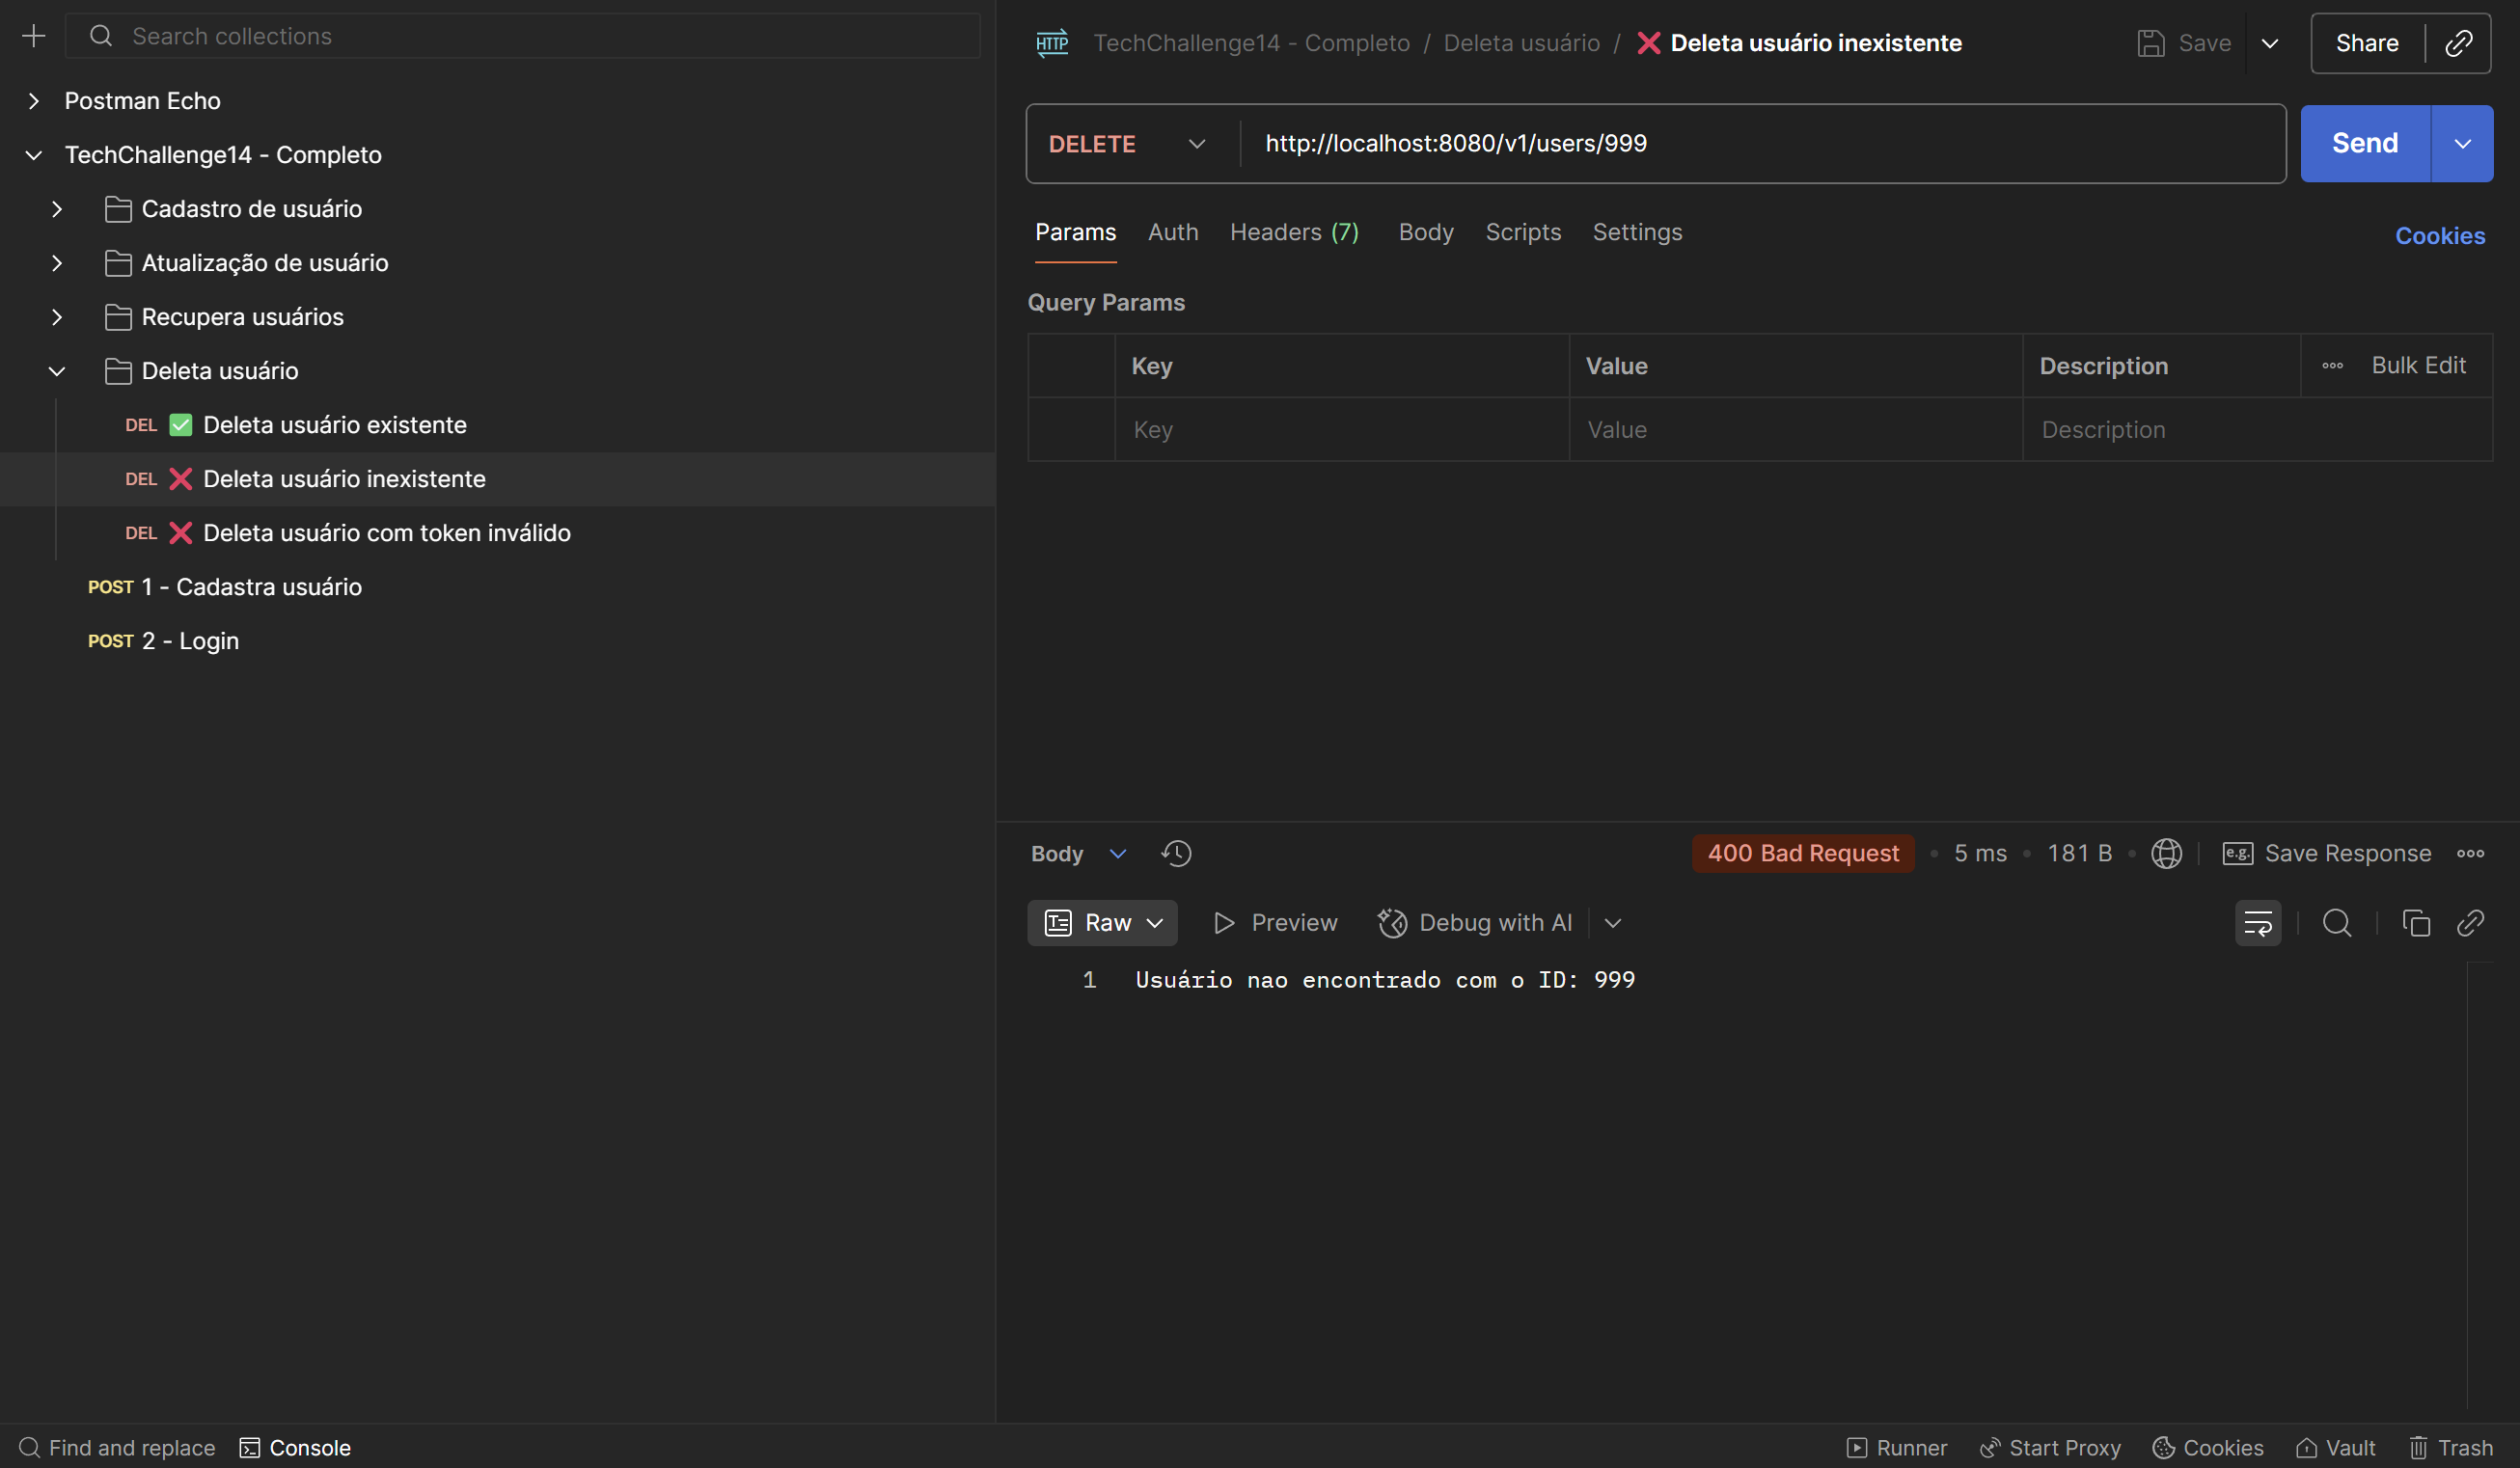 Search collections
Postman Echo
TechChallenge14 - Completo
Cadastro de usuário
Atualização de usuário
Recupera usuários
Deleta usuário
DEL ✅ Deleta usuário existente
DEL ❌ Deleta usuário inexistente
DEL ❌ Deleta usuário com token inválido
POST 1 - Cadastra usuário
POST 2 - Login
HTTP TechChallenge14 - Completo / Deleta usuário / ❌ Deleta usuário inexistente
Save
Share
DELETE http://localhost:8080/v1/users/999
Send
Params Auth Headers (7) Body Scripts Settings
Cookies
Query Params
Key Value Description Bulk Edit
Key Value Description
Body
400 Bad Request • 5 ms • 181 B •
e.g. Save Response
Raw Preview Debug with AI
1 Usuário nao encontrado com o ID: 999
Find and replace Console
Runner Start Proxy Cookies Vault Trash